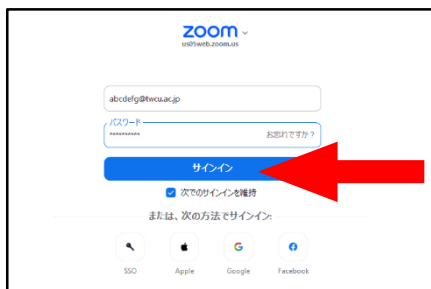 zoom
us05web.zoom.us
abcdefg@twcu.ac.jp
パスワード
********** お忘れですか?
サインイン
次でのサインインを維持
または、次の方法でサインイン:
SSO Apple Google Facebook